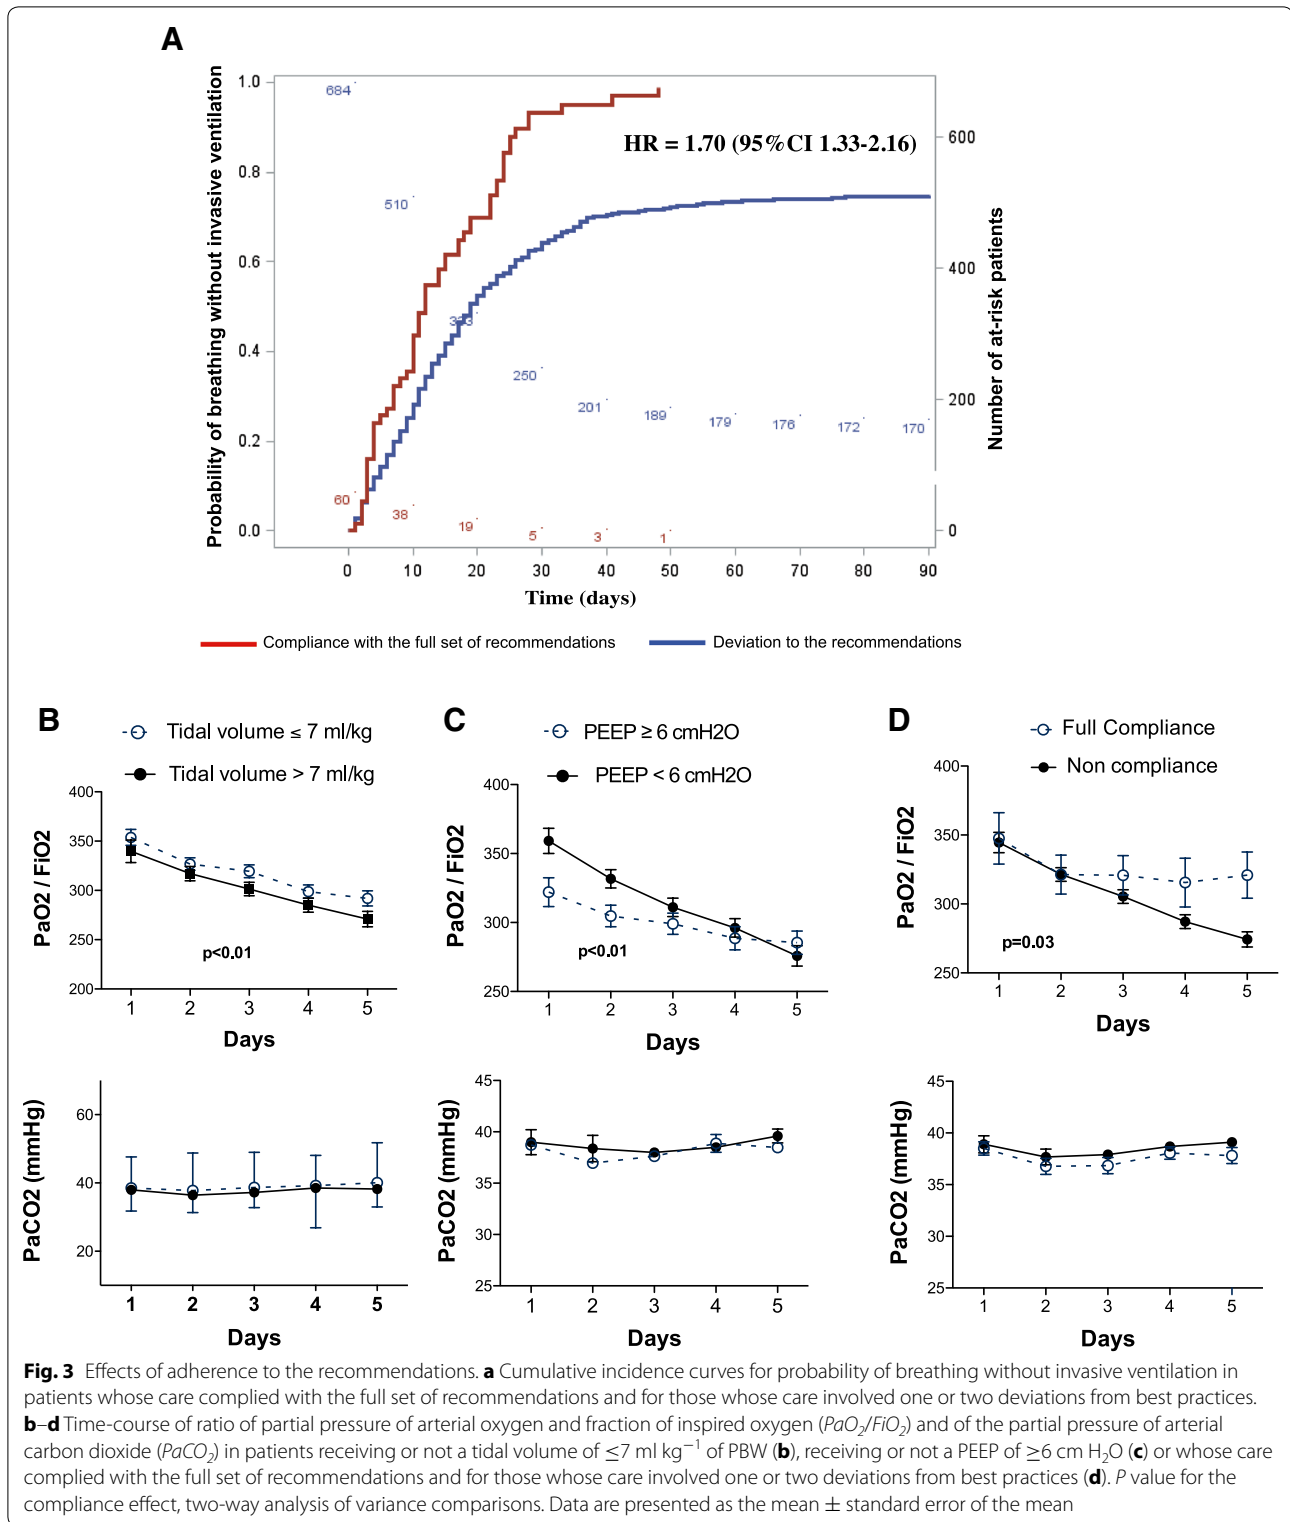 A
Probability of breathing without invasive ventilation
1.0
0.8
0.6
0.4
0.2
0.0
684
510
333
250
201
189
179
176
172
170
60
38
19
5
3
1
HR = 1.70 (95%CI 1.33-2.16)
600
400
200
0
Number of at-risk patients
0 10 20 30 40 50 60 70 80 90
Time (days)
Compliance with the full set of recommendations Deviation to the recommendations
B
Tidal volume ≤ 7 ml/kg
Tidal volume > 7 ml/kg
PaO2 / FiO2
400
350
300
250
200
p<0.01
1 2 3 4 5
Days
C
PEEP ≥ 6 cmH2O
PEEP < 6 cmH2O
PaO2 / FiO2
400
350
300
250
p<0.01
1 2 3 4 5
Days
D
Full Compliance
Non compliance
PaO2 / FiO2
400
350
300
250
p=0.03
1 2 3 4 5
Days
PaCO2 (mmHg)
60
40
20
1 2 3 4 5
Days
PaCO2 (mmHg)
45
40
35
30
25
1 2 3 4 5
Days
PaCO2 (mmHg)
45
40
35
30
25
1 2 3 4 5
Days
Fig. 3 Effects of adherence to the recommendations. a Cumulative incidence curves for probability of breathing without invasive ventilation in
patients whose care complied with the full set of recommendations and for those whose care involved one or two deviations from best practices.
b–d Time-course of ratio of partial pressure of arterial oxygen and fraction of inspired oxygen (PaO₂/FiO₂) and of the partial pressure of arterial
carbon dioxide (PaCO₂) in patients receiving or not a tidal volume of ≤7 ml kg⁻¹ of PBW (b), receiving or not a PEEP of ≥6 cm H₂O (c) or whose care
complied with the full set of recommendations and for those whose care involved one or two deviations from best practices (d). P value for the
compliance effect, two-way analysis of variance comparisons. Data are presented as the mean ± standard error of the mean